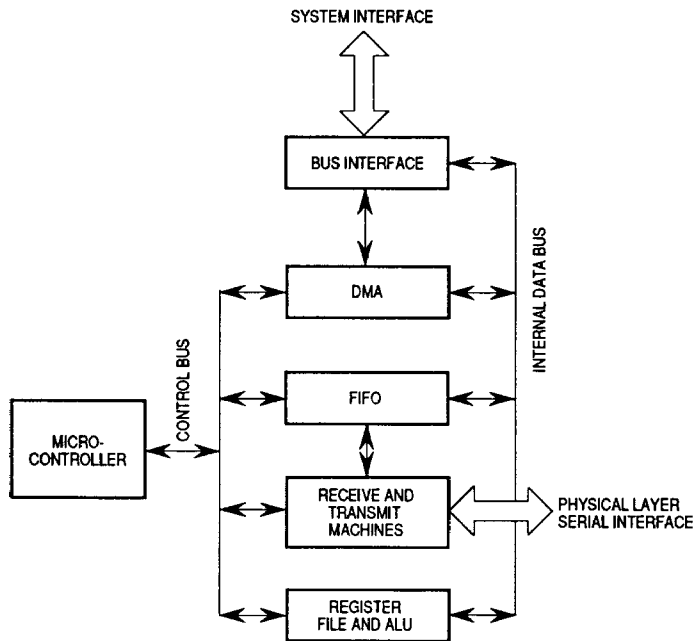 SYSTEM INTERFACE
BUS INTERFACE
DMA
INTERNAL DATA BUS
CONTROL BUS
FIFO
MICRO-
CONTROLLER
RECEIVE AND
TRANSMIT
MACHINES
PHYSICAL LAYER
SERIAL INTERFACE
REGISTER
FILE AND ALU